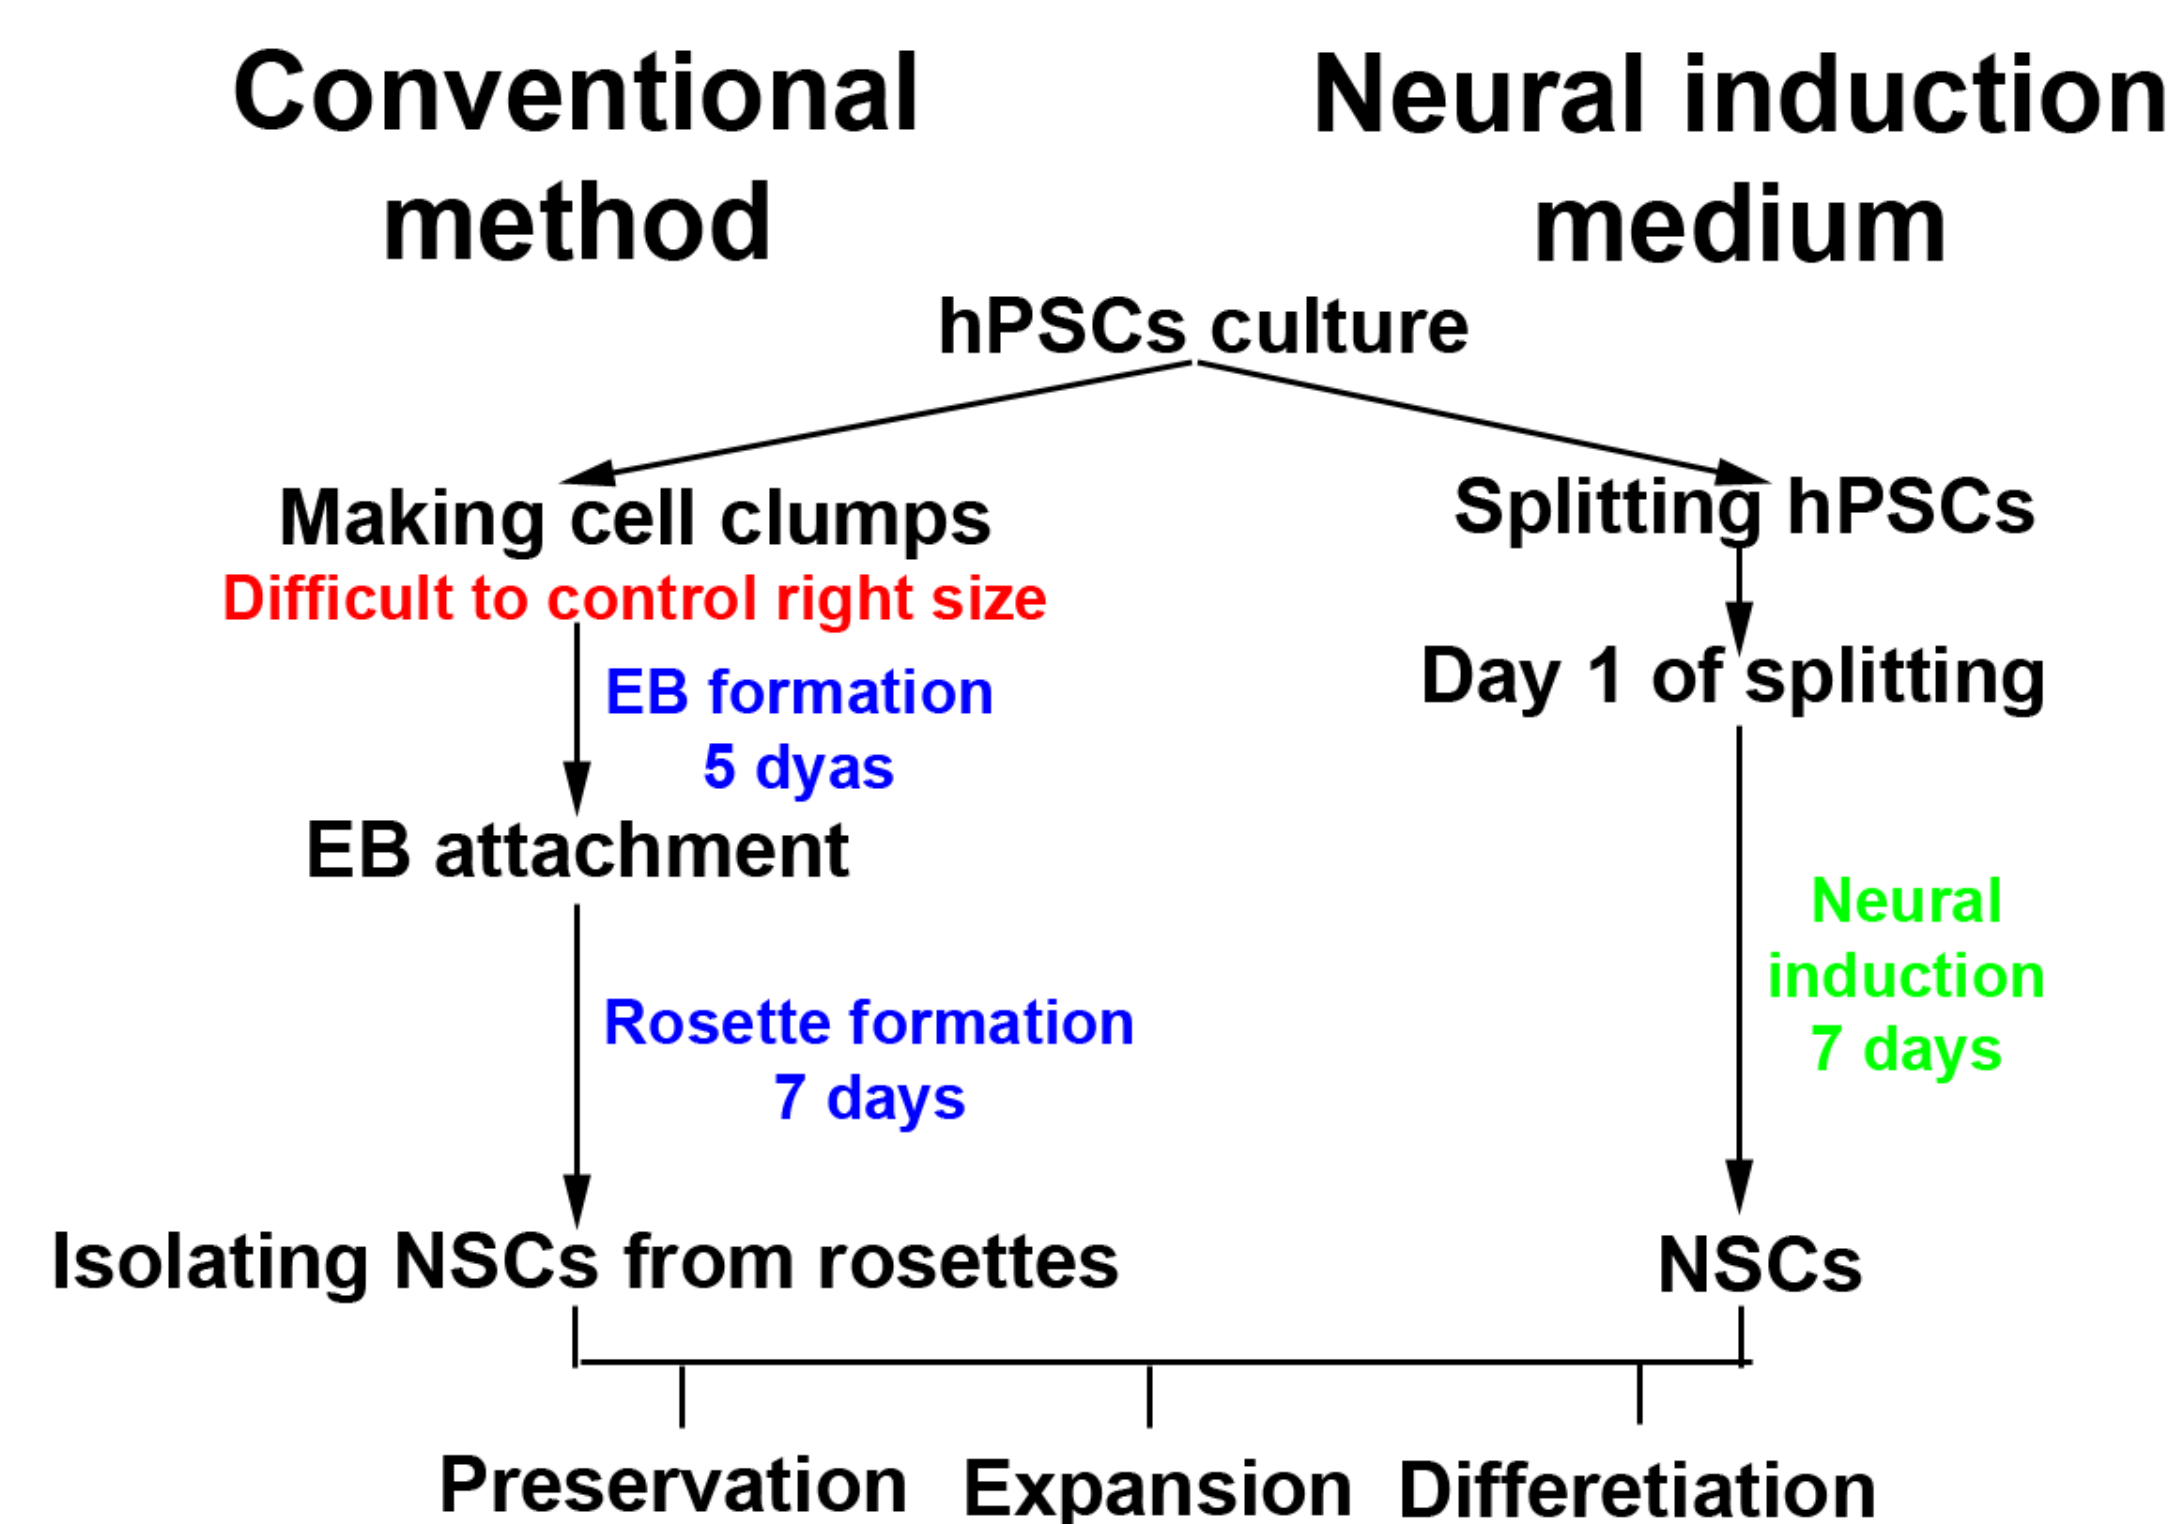 Conventional
method
Neural induction
medium
hPSCs culture
Making cell clumps
Difficult to control right size
EB formation
5 dyas
EB attachment
Rosette formation
7 days
Isolating NSCs from rosettes
Splitting hPSCs
Day 1 of splitting
Neural
induction
7 days
NSCs
Preservation
Expansion
Differetiation